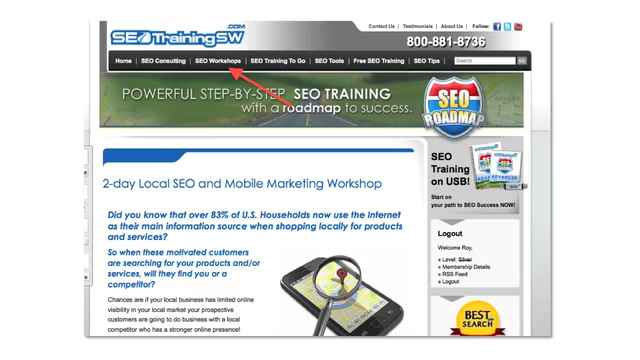 Contact Us | Testimonials | About Us | Follow:
SEOTrainingSW.COM
800-881-8736
Home | SEO Consulting | SEO Workshops | SEO Training To Go | SEO Tools | Free SEO Training | SEO Tips
Search
GO
POWERFUL STEP-BY-STEP SEO TRAINING
with a roadmap to success.
SEO
ROADMAP
SEO
Training
on USB!
ADVANCED
Start on
your path to SEO Success NOW!
2-day Local SEO and Mobile Marketing Workshop
Did you know that over 83% of U.S. Households now use the Internet
as their main information source when shopping locally for products
and services?
So when these motivated customers
are searching for your products and/or
services, will they find you or a
competitor?
Chances are if your local business has limited online
visibility in your local market your prospective
customers are going to do business with a local
competitor who has a stronger online presence!
Logout
Welcome Roy,
» Level: Silver
» Membership Details
» RSS Feed
» Logout
BEST
SEARCH